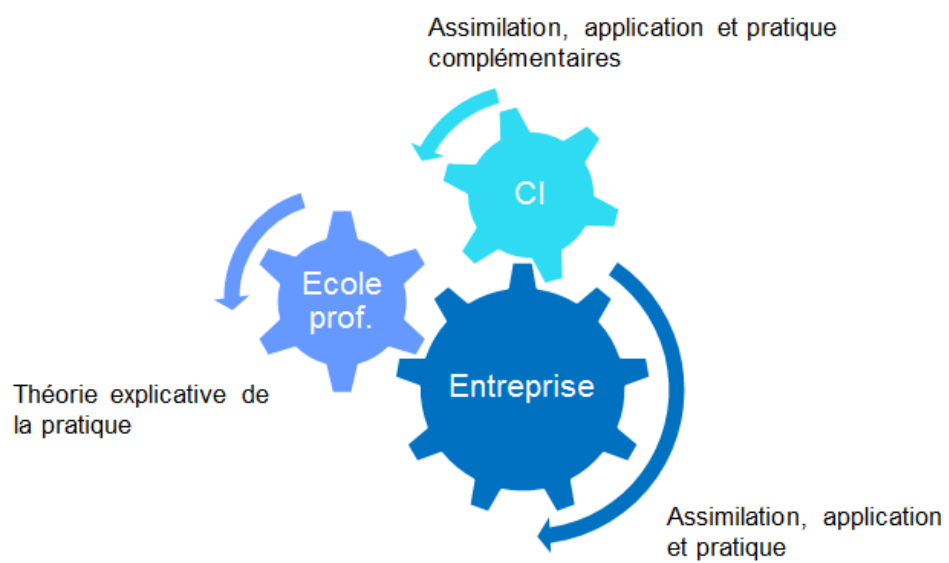 Assimilation, application et pratique
complémentaires
CI
Ecole
prof.
Entreprise
Théorie explicative de
la pratique
Assimilation, application
et pratique